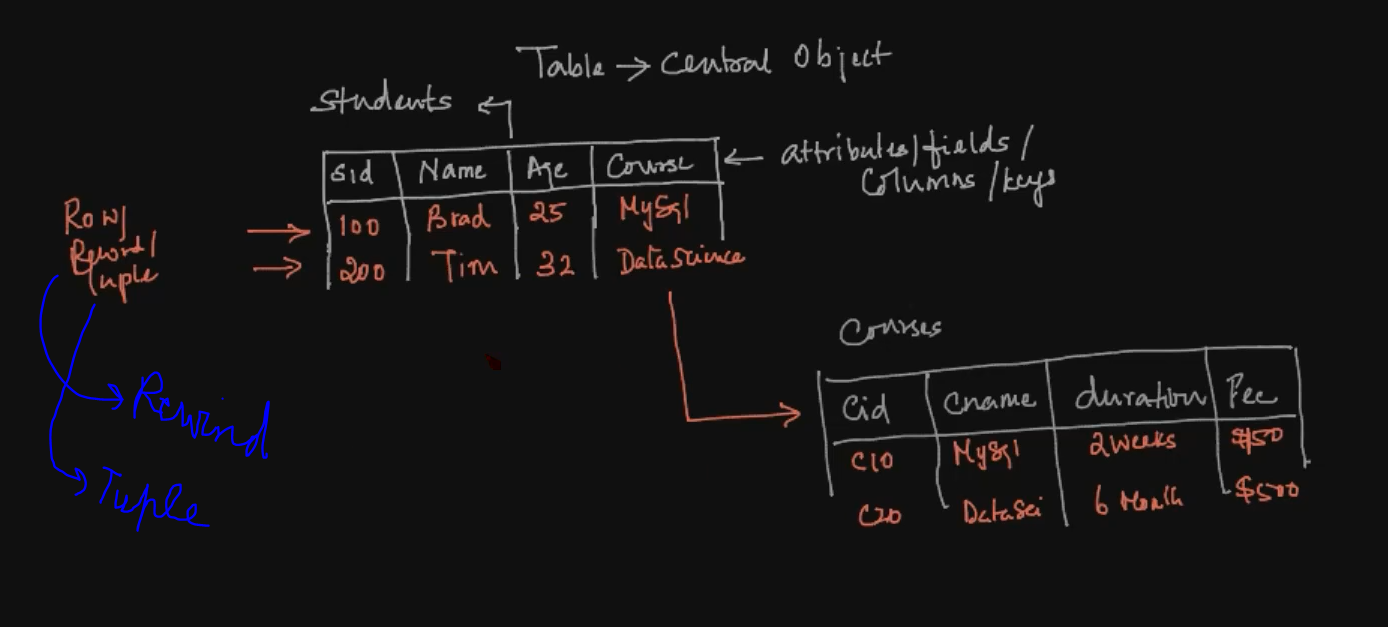 Table → Central Object
Students
Sid Name Age Course
← attributes/fields/
Columns/keys
Row/
Record/
Tuple
100 Brad 25 MySql
200 Tim 32 DataScience
Courses
Cid Cname duration Fee
C10 MySql 2 weeks $50
C20 DataSci 6 Month $500
Rewind
Tuple